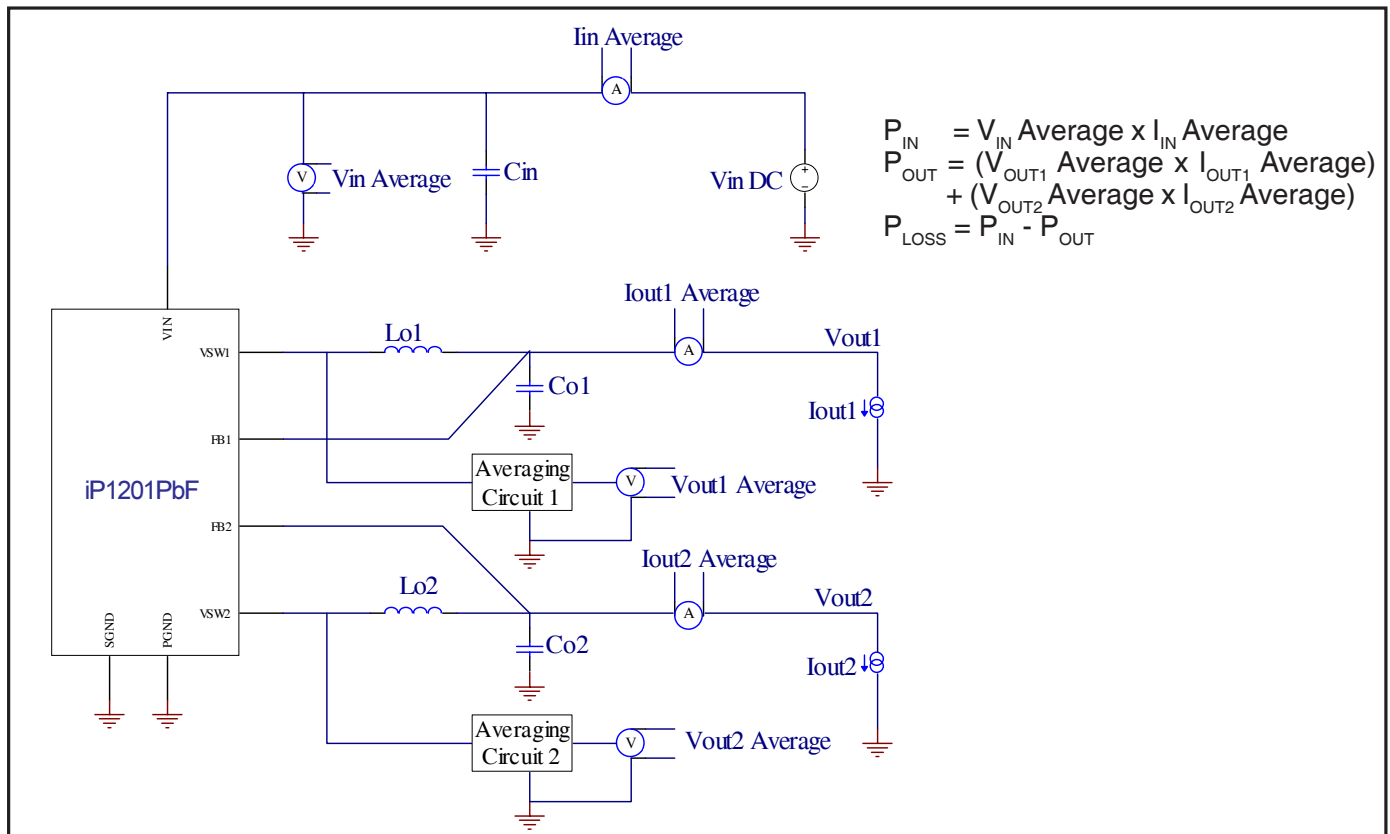 Iin Average
A
V
Vin Average
Cin
Vin DC
+
−
P_IN = V_IN Average x I_IN Average
P_OUT = (V_OUT1 Average x I_OUT1 Average)
+ (V_OUT2 Average x I_OUT2 Average)
P_LOSS = P_IN - P_OUT
Iout1 Average
VIN
Lo1
A
Vout1
VSW1
Co1
Iout1
FB1
Averaging
Circuit 1
V
Vout1 Average
iP1201PbF
FB2
Iout2 Average
Lo2
A
Vout2
VSW2
Co2
Iout2
SGND
PGND
Averaging
Circuit 2
V
Vout2 Average